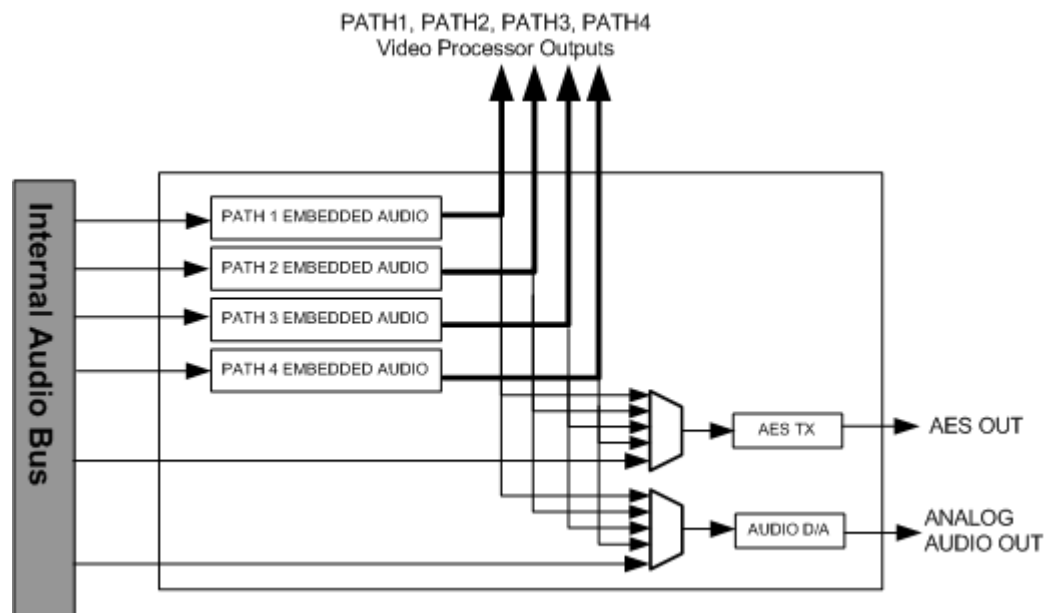 PATH1, PATH2, PATH3, PATH4
Video Processor Outputs
Internal Audio Bus
PATH 1 EMBEDDED AUDIO
PATH 2 EMBEDDED AUDIO
PATH 3 EMBEDDED AUDIO
PATH 4 EMBEDDED AUDIO
AES TX
AES OUT
AUDIO D/A
ANALOG
AUDIO OUT